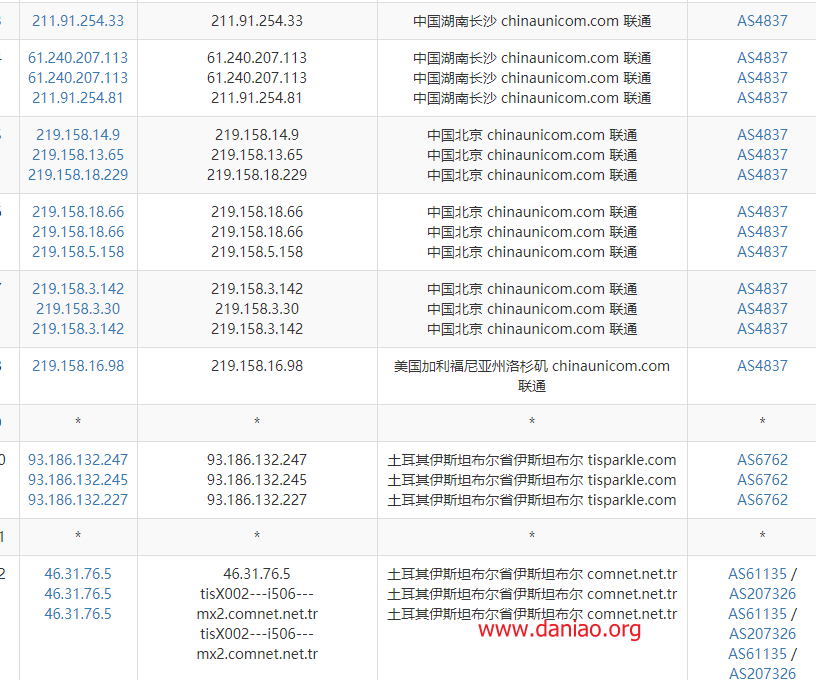 3 211.91.254.33 211.91.254.33 中国湖南长沙 chinaunicom.com 联通 AS4837
61.240.207.113 61.240.207.113 中国湖南长沙 chinaunicom.com 联通 AS4837
61.240.207.113 61.240.207.113 中国湖南长沙 chinaunicom.com 联通 AS4837
211.91.254.81 211.91.254.81 中国湖南长沙 chinaunicom.com 联通 AS4837
219.158.14.9 219.158.14.9 中国北京 chinaunicom.com 联通 AS4837
219.158.13.65 219.158.13.65 中国北京 chinaunicom.com 联通 AS4837
219.158.18.229 219.158.18.229 中国北京 chinaunicom.com 联通 AS4837
219.158.18.66 219.158.18.66 中国北京 chinaunicom.com 联通 AS4837
219.158.18.66 219.158.18.66 中国北京 chinaunicom.com 联通 AS4837
219.158.5.158 219.158.5.158 中国北京 chinaunicom.com 联通 AS4837
219.158.3.142 219.158.3.142 中国北京 chinaunicom.com 联通 AS4837
219.158.3.30 219.158.3.30 中国北京 chinaunicom.com 联通 AS4837
219.158.3.142 219.158.3.142 中国北京 chinaunicom.com 联通 AS4837
219.158.16.98 219.158.16.98 美国加利福尼亚州洛杉矶 chinaunicom.com AS4837
联通
* * * *
0 93.186.132.247 93.186.132.247 土耳其伊斯坦布尔省伊斯坦布尔 tisparkle.com AS6762
93.186.132.245 93.186.132.245 土耳其伊斯坦布尔省伊斯坦布尔 tisparkle.com AS6762
93.186.132.227 93.186.132.227 土耳其伊斯坦布尔省伊斯坦布尔 tisparkle.com AS6762
1 * * * *
2 46.31.76.5 46.31.76.5 土耳其伊斯坦布尔省伊斯坦布尔 comnet.net.tr AS61135 /
46.31.76.5 tisX002---i506--- 土耳其伊斯坦布尔省伊斯坦布尔 comnet.net.tr AS207326
46.31.76.5 mx2.comnet.net.tr 土耳其伊斯坦布尔省伊斯坦布尔 comnet.net.tr AS61135 /
www.daniao.org
tisX002---i506--- AS207326
mx2.comnet.net.tr AS61135 /
AS207326